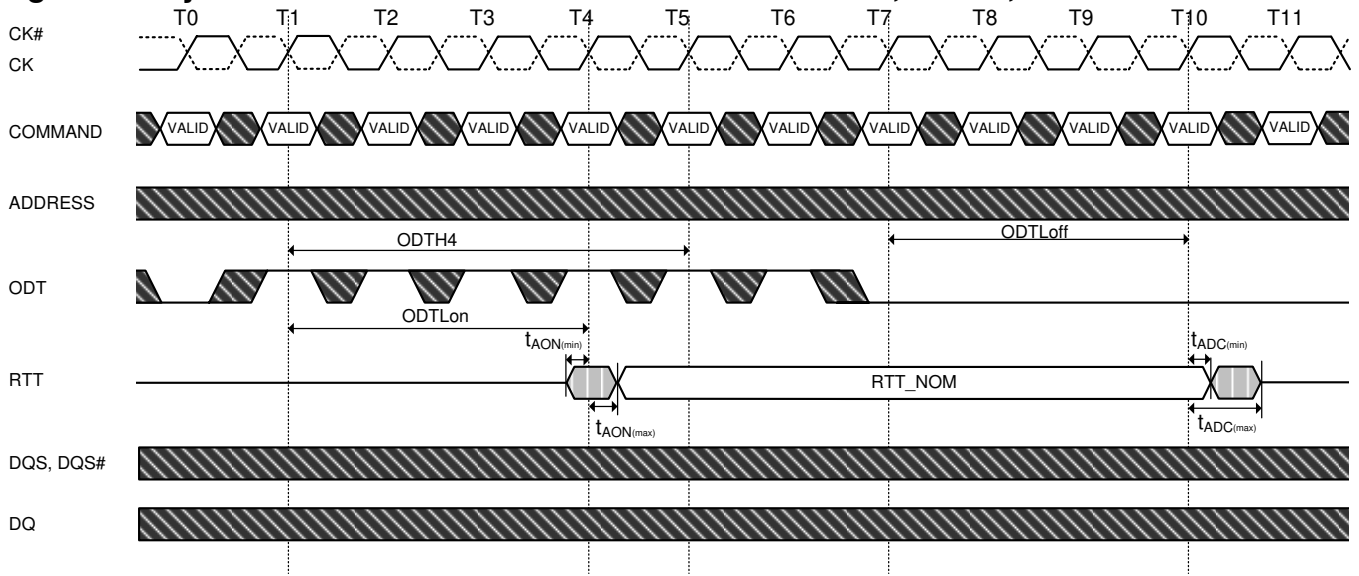 T0 T1 T2 T3 T4 T5 T6 T7 T8 T9 T10 T11
CK#
CK
COMMAND VALID VALID VALID VALID VALID VALID VALID VALID VALID VALID VALID VALID
ADDRESS
ODTH4 ODTLoff
ODT
ODTLon
tAON(min) tADC(min)
RTT RTT_NOM
tAON(max) tADC(max)
DQS, DQS#
DQ